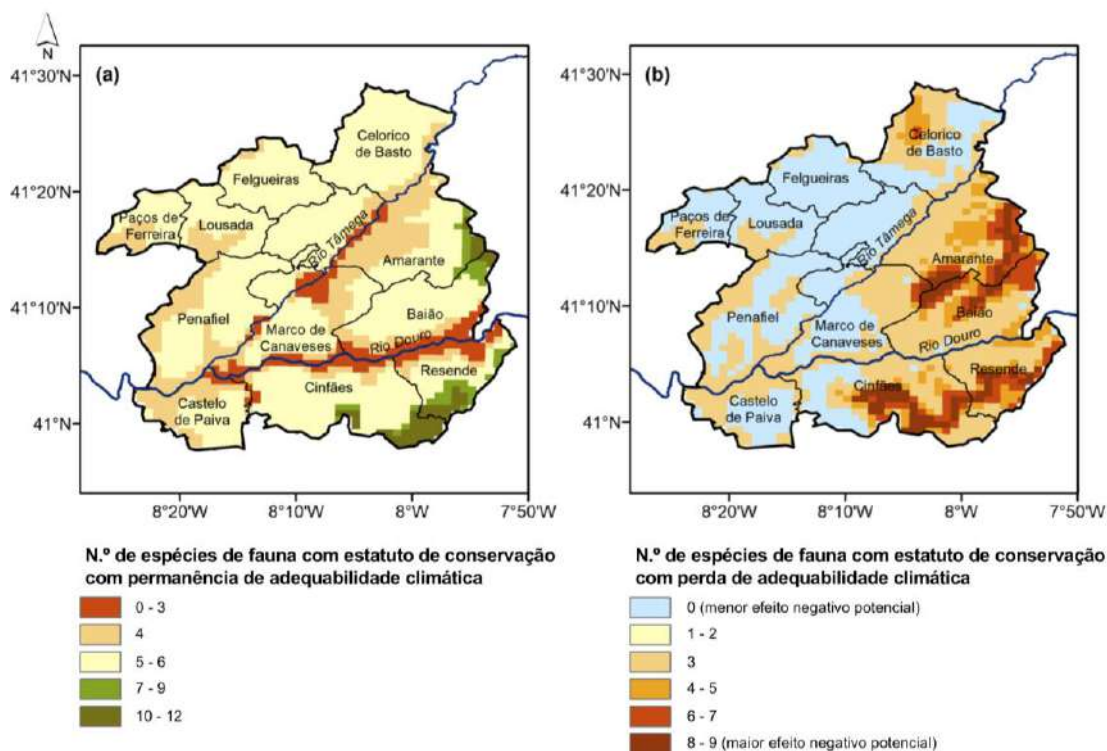 N
(a)
41°30'N
41°20'N
41°10'N
41°N
8°20'W
8°10'W
8°W
7°50'W
Celorico
de Basto
Felgueiras
Paços de
Ferreira
Lousada
Rio Tâmega
Amarante
Penafiel
Baião
Marco de
Canaveses
Rio Douro
Resende
Cinfães
Castelo
de Paiva
N.º de espécies de fauna com estatuto de conservação
com permanência de adequabilidade climática
0 - 3
4
5 - 6
7 - 9
10 - 12
(b)
41°30'N
41°20'N
41°10'N
41°N
8°20'W
8°10'W
8°W
7°50'W
Celorico
de Basto
Felgueiras
Paços de
Ferreira
Lousada
Rio Tâmega
Amarante
Penafiel
Baião
Marco de
Canaveses
Rio Douro
Resende
Cinfães
Castelo
de Paiva
N.º de espécies de fauna com estatuto de conservação
com perda de adequabilidade climática
0 (menor efeito negativo potencial)
1 - 2
3
4 - 5
6 - 7
8 - 9 (maior efeito negativo potencial)